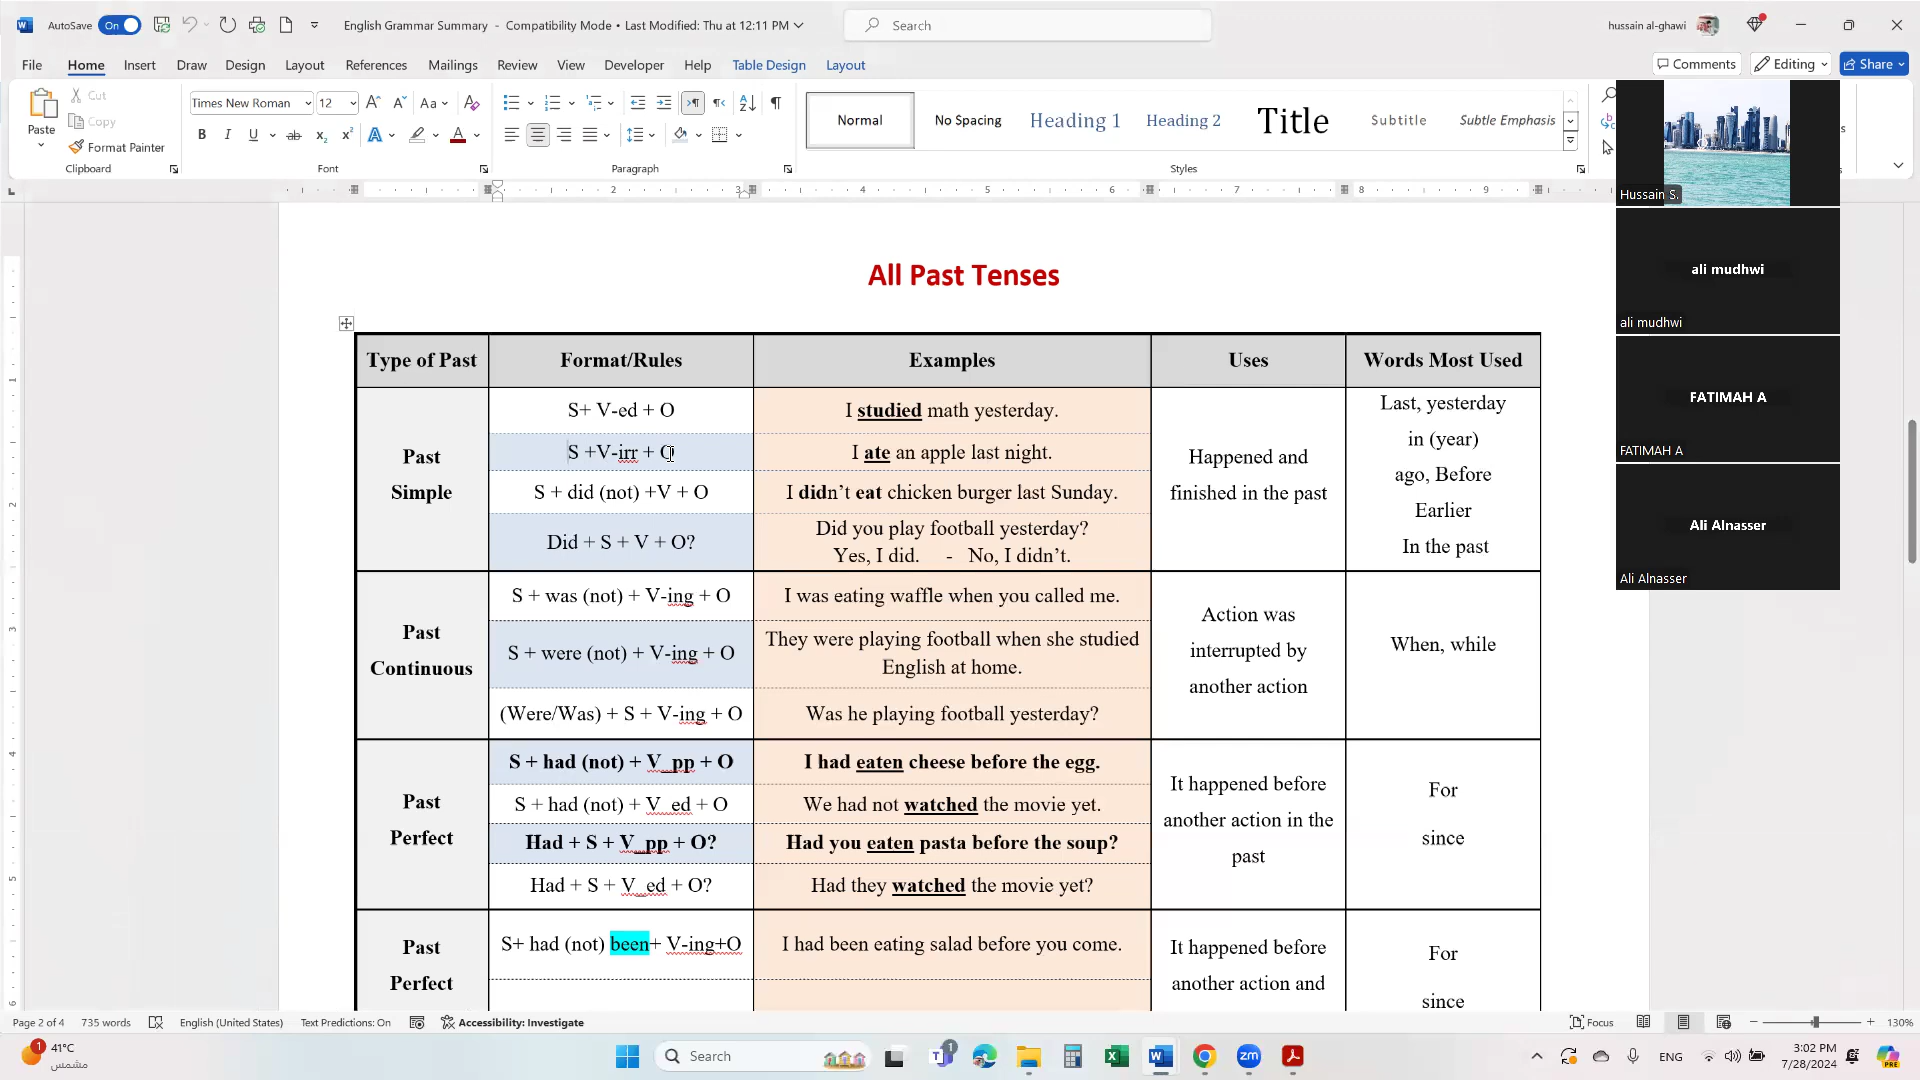 AutoSave On English Grammar Summary - Compatibility Mode • Last Modified: Thu at 12:11 PM Search hussain al-ghawi
File Home Insert Draw Design Layout References Mailings Review View Developer Help Table Design Layout Comments Editing Share
Paste Cut Copy Format Painter Times New Roman 12 Normal No Spacing Heading 1 Heading 2 Title Subtitle Subtle Emphasis
Clipboard Font Paragraph Styles
All Past Tenses
Type of Past Format/Rules Examples Uses Words Most Used
Past Simple
S+ V-ed + O I studied math yesterday.
S +V-irr + O I ate an apple last night.
S + did (not) +V + O I didn't eat chicken burger last Sunday.
Did + S + V + O? Did you play football yesterday?
Yes, I did. - No, I didn't.
Happened and
finished in the past
Last, yesterday
in (year)
ago, Before
Earlier
In the past
Past Continuous
S + was (not) + V-ing + O I was eating waffle when you called me.
S + were (not) + V-ing + O They were playing football when she studied
English at home.
(Were/Was) + S + V-ing + O Was he playing football yesterday?
Action was
interrupted by
another action
When, while
Past Perfect
S + had (not) + V_pp + O I had eaten cheese before the egg.
S + had (not) + V_ed + O We had not watched the movie yet.
Had + S + V_pp + O? Had you eaten pasta before the soup?
Had + S + V_ed + O? Had they watched the movie yet?
It happened before
another action in the
past
For
since
Past Perfect
S+ had (not) been+ V-ing+O I had been eating salad before you come.
It happened before
another action and
For
since
Hussain S.
ali mudhwi
ali mudhwi
FATIMAH A
FATIMAH A
Ali Alnasser
Ali Alnasser
Page 2 of 4 735 words English (United States) Text Predictions: On Accessibility: Investigate Focus 130%
41°C
مشمس
Search ENG 3:02 PM
7/28/2024